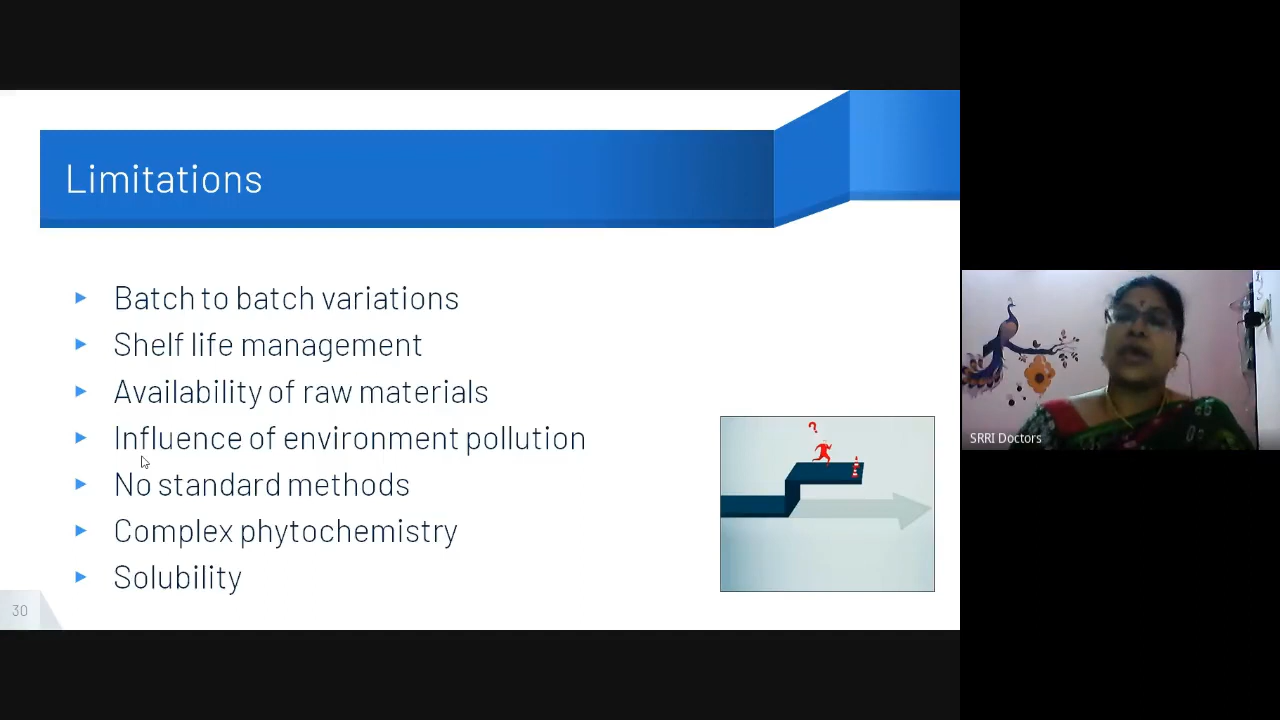 Limitations
Batch to batch variations
Shelf life management
Availability of raw materials
Influence of environment pollution
No standard methods
Complex phytochemistry
Solubility
?
30
SRRI Doctors